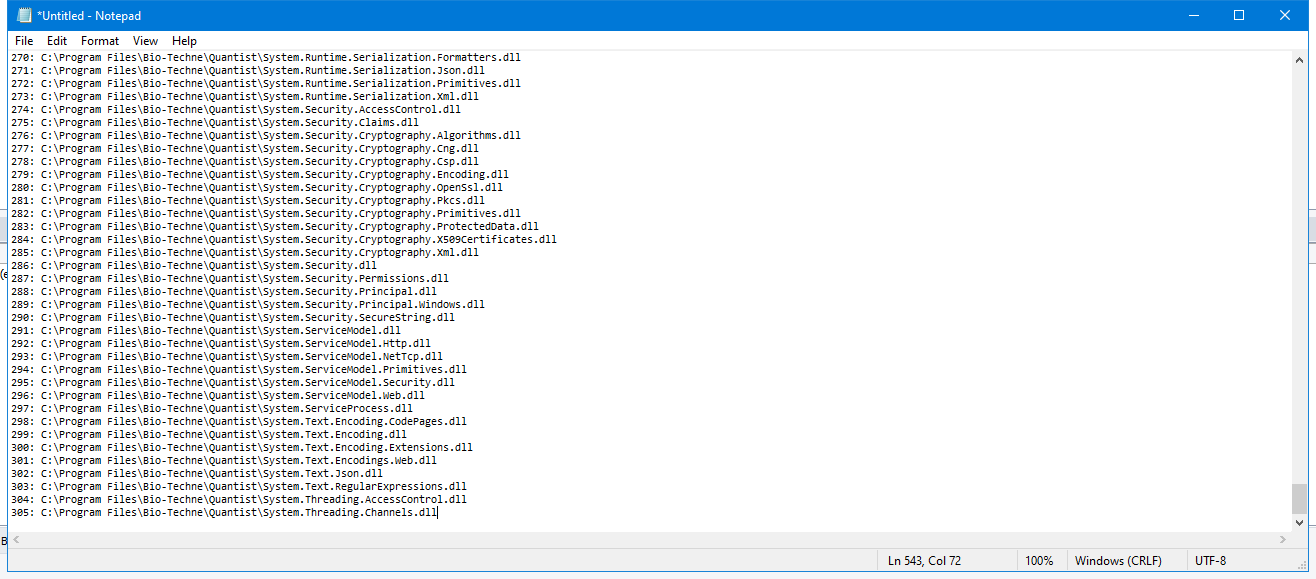 *Untitled - Notepad
File Edit Format View Help
270: C:\Program Files\Bio-Techne\Quantist\System.Runtime.Serialization.Formatters.dll
271: C:\Program Files\Bio-Techne\Quantist\System.Runtime.Serialization.Json.dll
272: C:\Program Files\Bio-Techne\Quantist\System.Runtime.Serialization.Primitives.dll
273: C:\Program Files\Bio-Techne\Quantist\System.Runtime.Serialization.Xml.dll
274: C:\Program Files\Bio-Techne\Quantist\System.Security.AccessControl.dll
275: C:\Program Files\Bio-Techne\Quantist\System.Security.Claims.dll
276: C:\Program Files\Bio-Techne\Quantist\System.Security.Cryptography.Algorithms.dll
277: C:\Program Files\Bio-Techne\Quantist\System.Security.Cryptography.Cng.dll
278: C:\Program Files\Bio-Techne\Quantist\System.Security.Cryptography.Csp.dll
279: C:\Program Files\Bio-Techne\Quantist\System.Security.Cryptography.Encoding.dll
280: C:\Program Files\Bio-Techne\Quantist\System.Security.Cryptography.OpenSsl.dll
281: C:\Program Files\Bio-Techne\Quantist\System.Security.Cryptography.Pkcs.dll
282: C:\Program Files\Bio-Techne\Quantist\System.Security.Cryptography.Primitives.dll
283: C:\Program Files\Bio-Techne\Quantist\System.Security.Cryptography.ProtectedData.dll
284: C:\Program Files\Bio-Techne\Quantist\System.Security.Cryptography.X509Certificates.dll
285: C:\Program Files\Bio-Techne\Quantist\System.Security.Cryptography.Xml.dll
286: C:\Program Files\Bio-Techne\Quantist\System.Security.dll
287: C:\Program Files\Bio-Techne\Quantist\System.Security.Permissions.dll
288: C:\Program Files\Bio-Techne\Quantist\System.Security.Principal.dll
289: C:\Program Files\Bio-Techne\Quantist\System.Security.Principal.Windows.dll
290: C:\Program Files\Bio-Techne\Quantist\System.Security.SecureString.dll
291: C:\Program Files\Bio-Techne\Quantist\System.ServiceModel.dll
292: C:\Program Files\Bio-Techne\Quantist\System.ServiceModel.Http.dll
293: C:\Program Files\Bio-Techne\Quantist\System.ServiceModel.NetTcp.dll
294: C:\Program Files\Bio-Techne\Quantist\System.ServiceModel.Primitives.dll
295: C:\Program Files\Bio-Techne\Quantist\System.ServiceModel.Security.dll
296: C:\Program Files\Bio-Techne\Quantist\System.ServiceModel.Web.dll
297: C:\Program Files\Bio-Techne\Quantist\System.ServiceProcess.dll
298: C:\Program Files\Bio-Techne\Quantist\System.Text.Encoding.CodePages.dll
299: C:\Program Files\Bio-Techne\Quantist\System.Text.Encoding.dll
300: C:\Program Files\Bio-Techne\Quantist\System.Text.Encoding.Extensions.dll
301: C:\Program Files\Bio-Techne\Quantist\System.Text.Encodings.Web.dll
302: C:\Program Files\Bio-Techne\Quantist\System.Text.Json.dll
303: C:\Program Files\Bio-Techne\Quantist\System.Text.RegularExpressions.dll
304: C:\Program Files\Bio-Techne\Quantist\System.Threading.AccessControl.dll
305: C:\Program Files\Bio-Techne\Quantist\System.Threading.Channels.dll
Ln 543, Col 72 100% Windows (CRLF) UTF-8